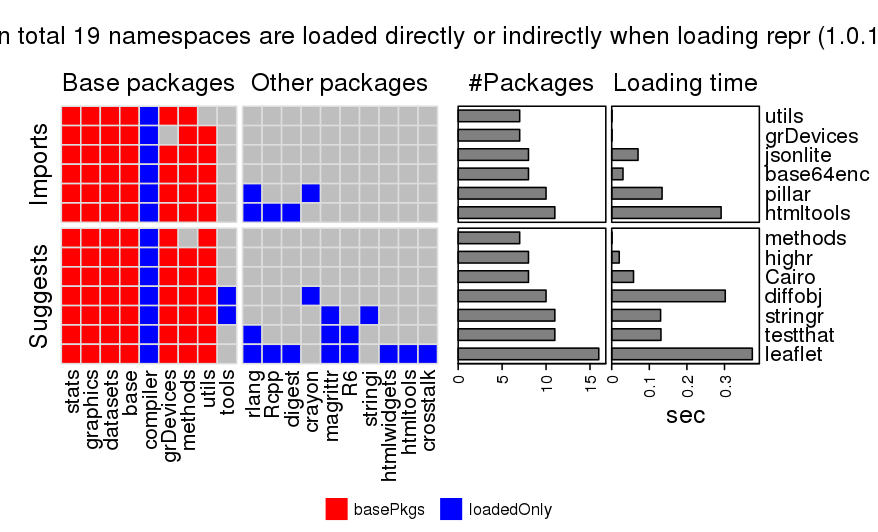 n total 19 namespaces are loaded directly or indirectly when loading repr (1.0.1
Base packages
Other packages
#Packages
Loading time
Imports
utils
grDevices
jsonlite
base64enc
pillar
htmltools
Suggests
methods
highr
Cairo
diffobj
stringr
testthat
leaflet
stats
graphics
datasets
base
compiler
grDevices
methods
utils
tools
rlang
Rcpp
digest
crayon
magrittr
R6
stringi
htmlwidgets
htmltools
crosstalk
0
5
10
15
0
0.1
0.2
0.3
sec
basePkgs
loadedOnly